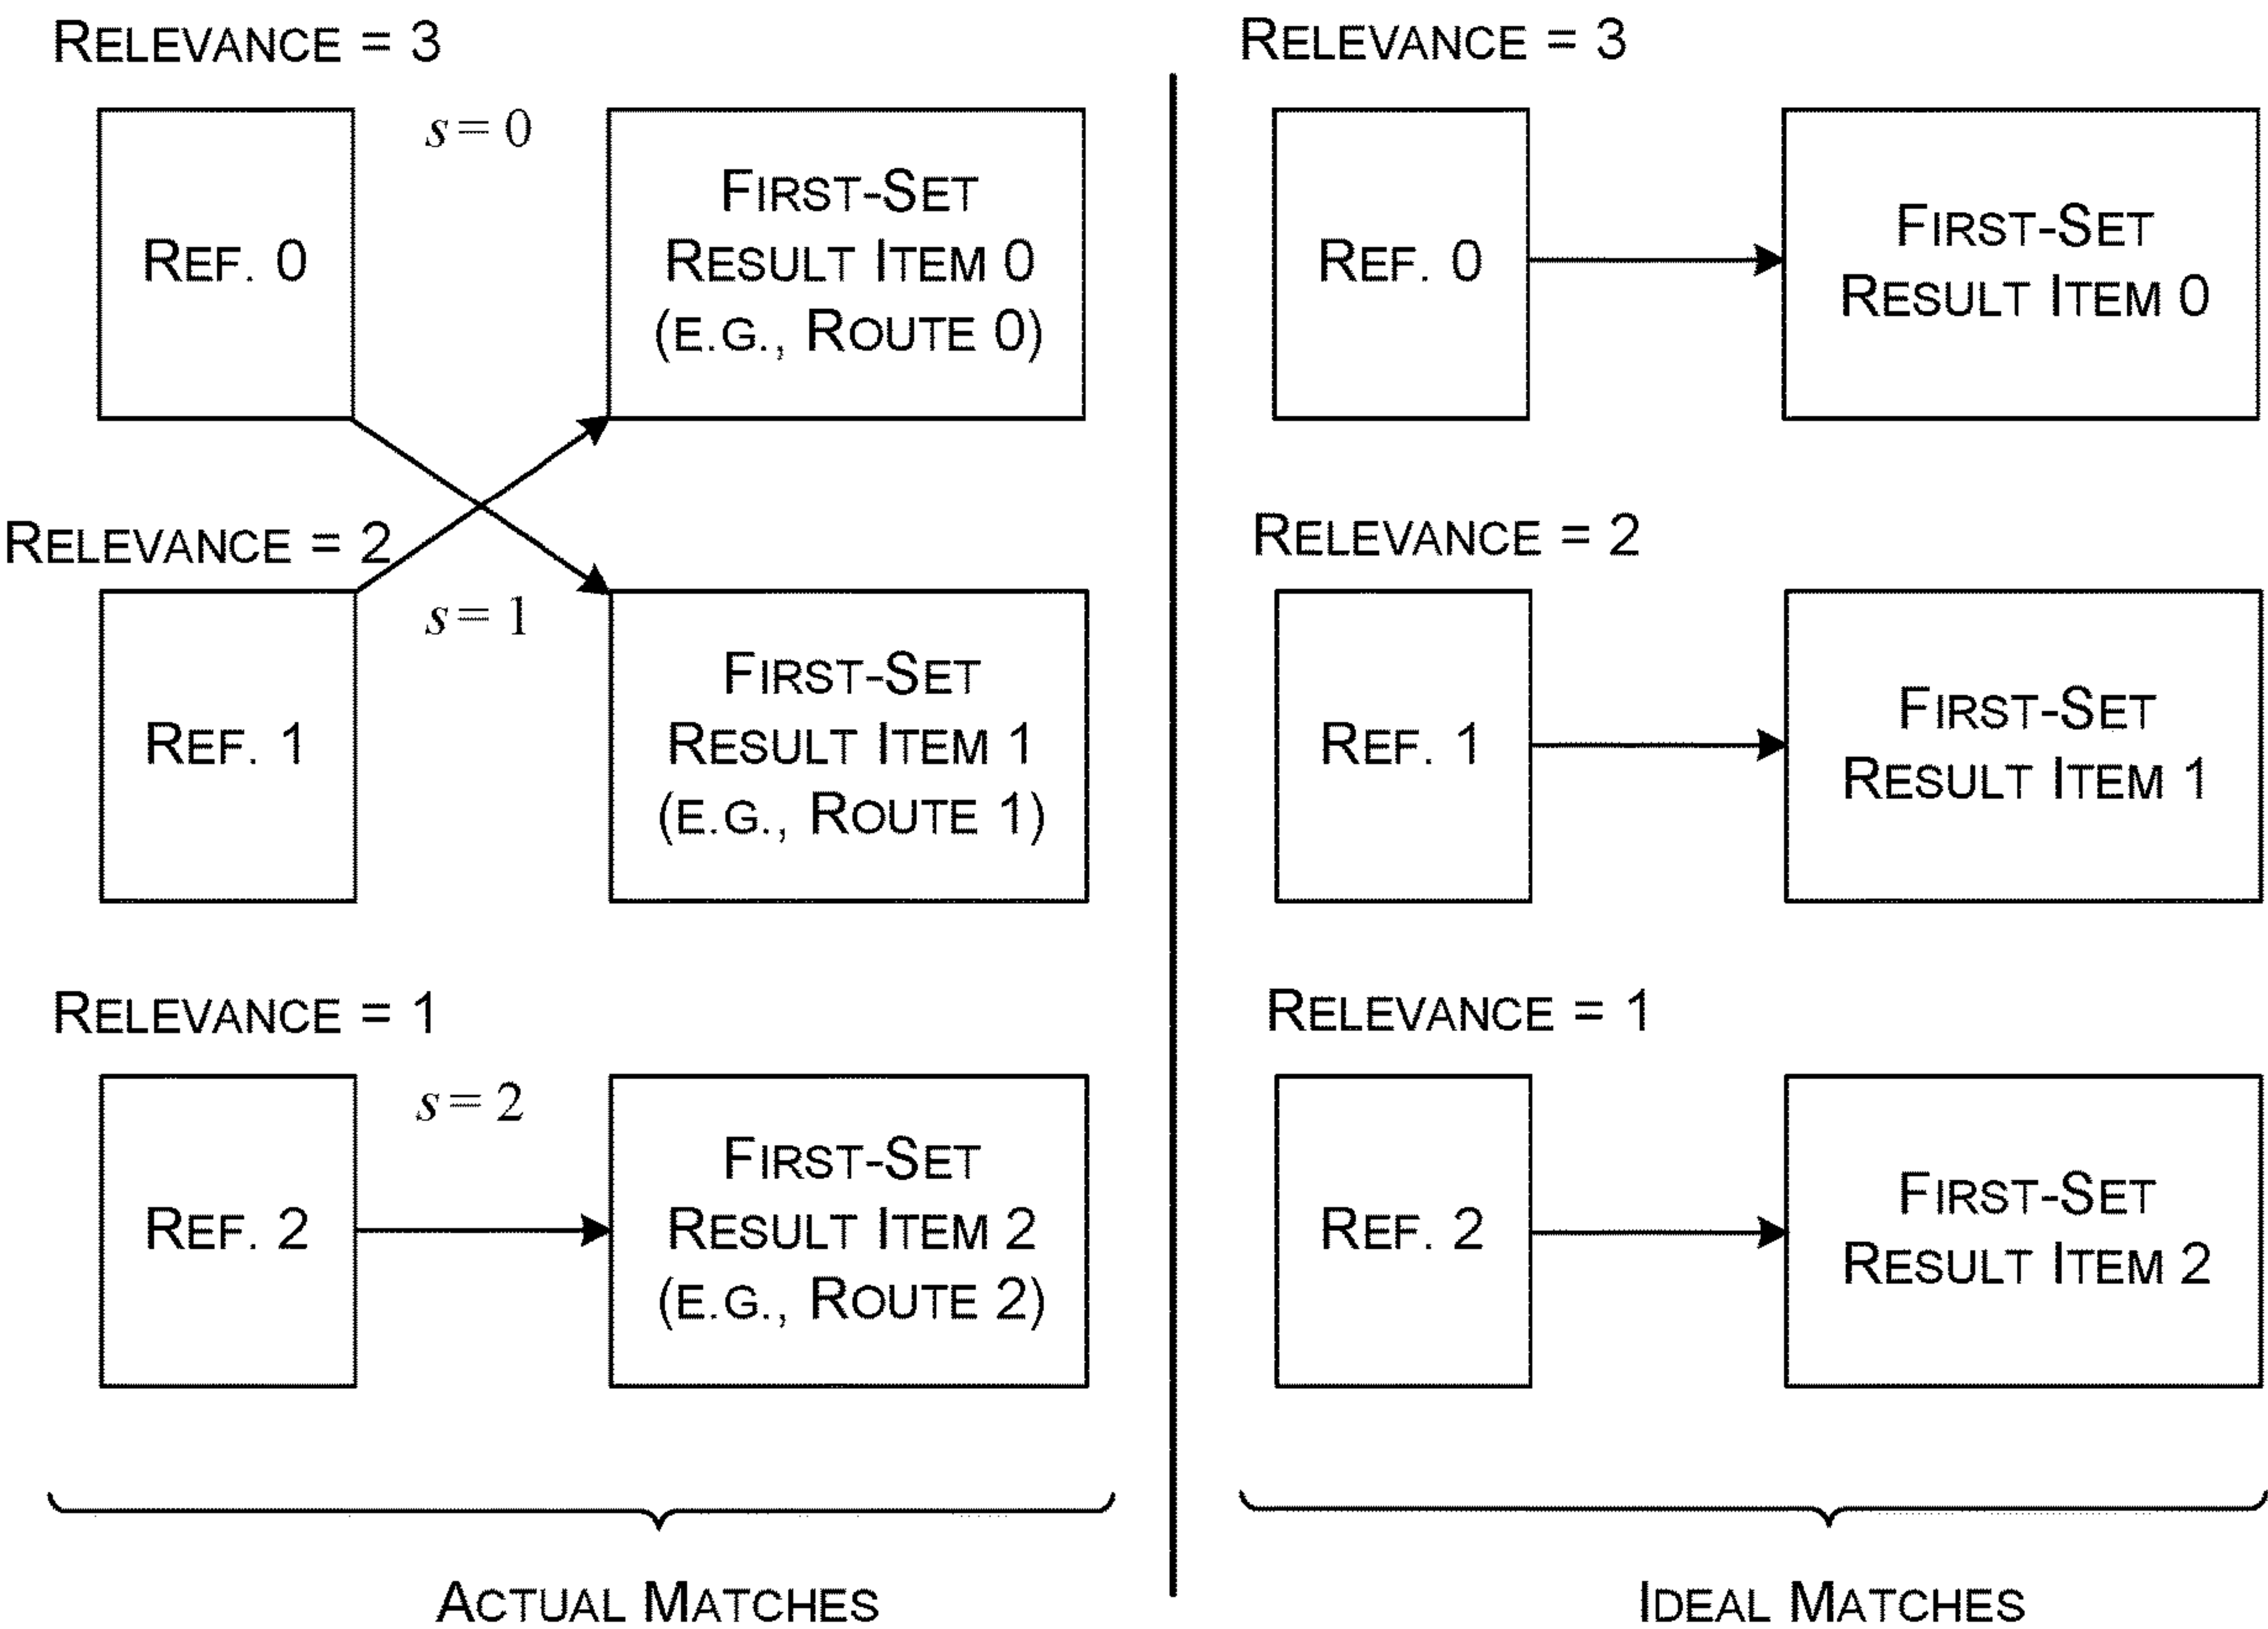 RELEVANCE = 3
REF. 0
s = 0
FIRST-SET
RESULT ITEM 0
(E.G., ROUTE 0)
RELEVANCE = 2
REF. 1
s = 1
FIRST-SET
RESULT ITEM 1
(E.G., ROUTE 1)
RELEVANCE = 1
REF. 2
s = 2
FIRST-SET
RESULT ITEM 2
(E.G., ROUTE 2)
ACTUAL MATCHES
RELEVANCE = 3
REF. 0
FIRST-SET
RESULT ITEM 0
RELEVANCE = 2
REF. 1
FIRST-SET
RESULT ITEM 1
RELEVANCE = 1
REF. 2
FIRST-SET
RESULT ITEM 2
IDEAL MATCHES